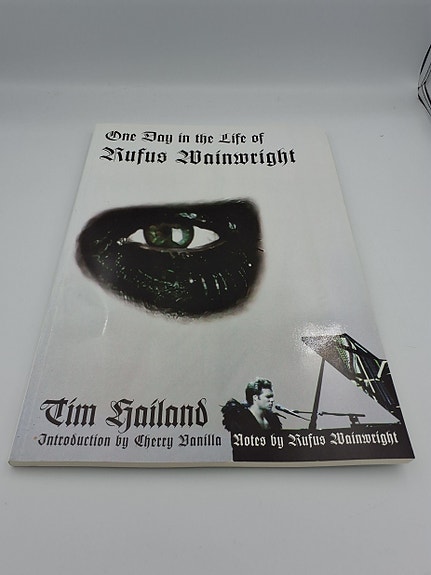 One Day in the Life of
Rufus Wainwright
Tim Hailand
Introduction by Cherry Vanilla
Notes by Rufus Wainwright